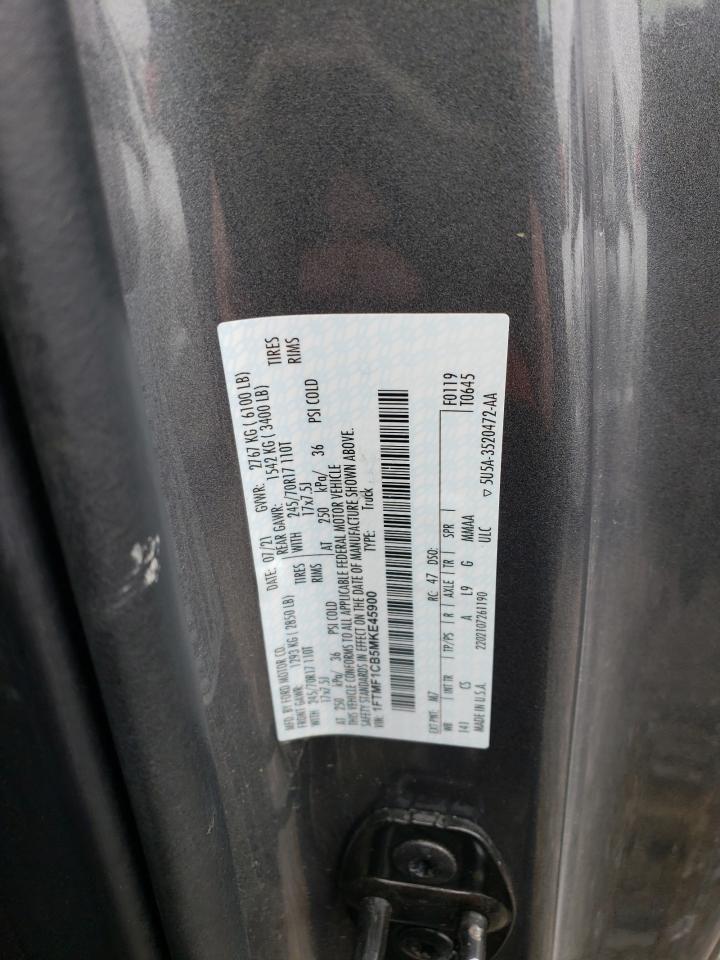 MFD. BY FORD MOTOR CO.
DATE: 07/21 GVWR: 2767 KG ( 6100 LB)
FRONT GAWR: 1293 KG ( 2850 LB) REAR GAWR: 1542 KG ( 3400 LB)
WITH 245/70R17 110T TIRES WITH 245/70R17 110T TIRES
17x7.5J RIMS 17x7.5J RIMS
AT 250 kPa/ 36 PSI COLD AT 250 kPa/ 36 PSI COLD
THIS VEHICLE CONFORMS TO ALL APPLICABLE FEDERAL MOTOR VEHICLE
SAFETY STANDARDS IN EFFECT ON THE DATE OF MANUFACTURE SHOWN ABOVE.
VIN: 1FTMF1CB5MKE45900 TYPE: Truck
F0119
EXT PNT: M7 RC: 47 DSO: T0645
WB INT TR TP/PS R AXLE TR SPR
141 CS A L9 G MMAA
MADE IN U.S.A. 2202107261190 ULC ▽ 5U5A-3520472-AA